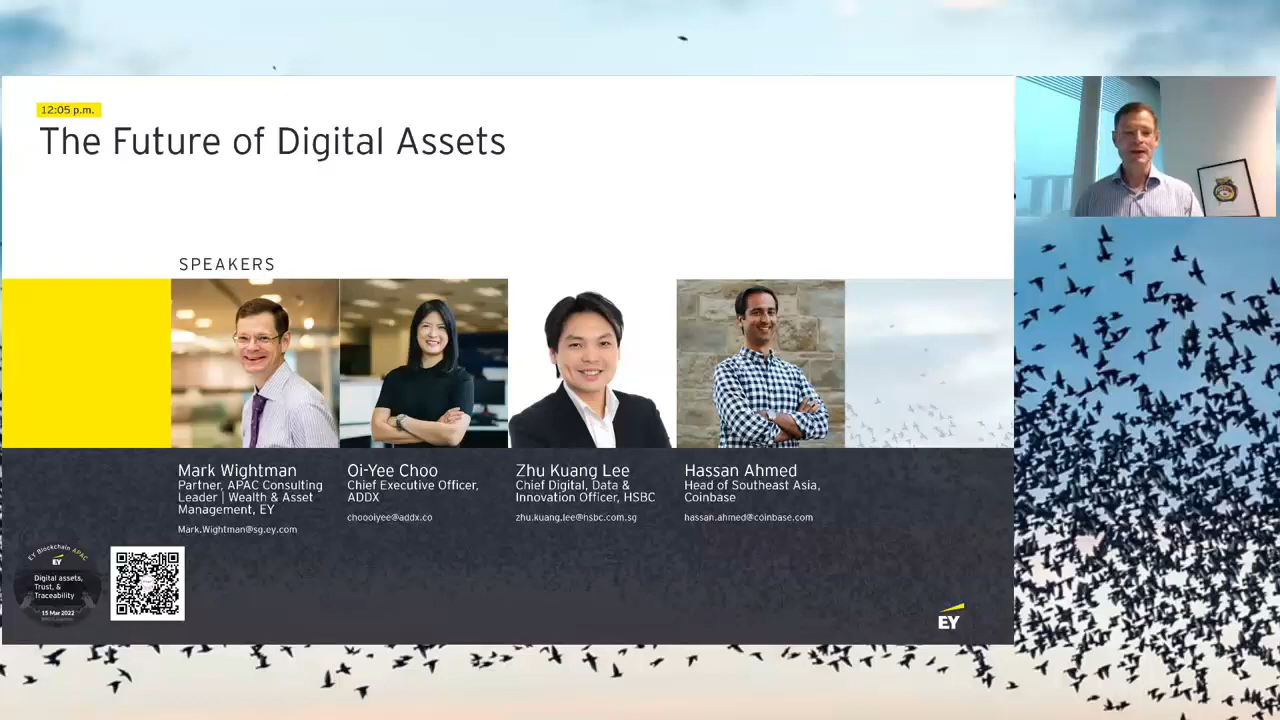 12:05 p.m.
The Future of Digital Assets
SPEAKERS
Mark Wightman
Partner, APAC Consulting
Leader | Wealth & Asset
Management, EY
Mark.Wightman@sg.ey.com
Oi-Yee Choo
Chief Executive Officer,
ADDX
choooiyee@addx.co
Zhu Kuang Lee
Chief Digital, Data &
Innovation Officer, HSBC
zhu.kuang.lee@hsbc.com.sg
Hassan Ahmed
Head of Southeast Asia,
Coinbase
hassan.ahmed@coinbase.com
EY Blockchain APAC
EY
Digital assets,
Trust, &
Traceability
15 Mar 2022
EY